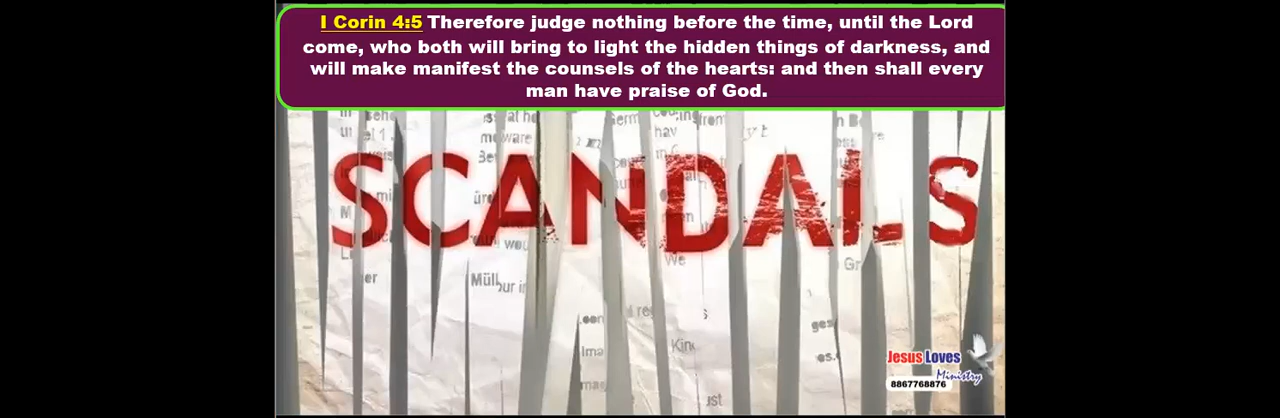 I Corin 4:5 Therefore judge nothing before the time, until the Lord
come, who both will bring to light the hidden things of darkness, and
will make manifest the counsels of the hearts: and then shall every
man have praise of God.
SCANDALS
Müll
We
Jesus Loves
Ministry
8867768876